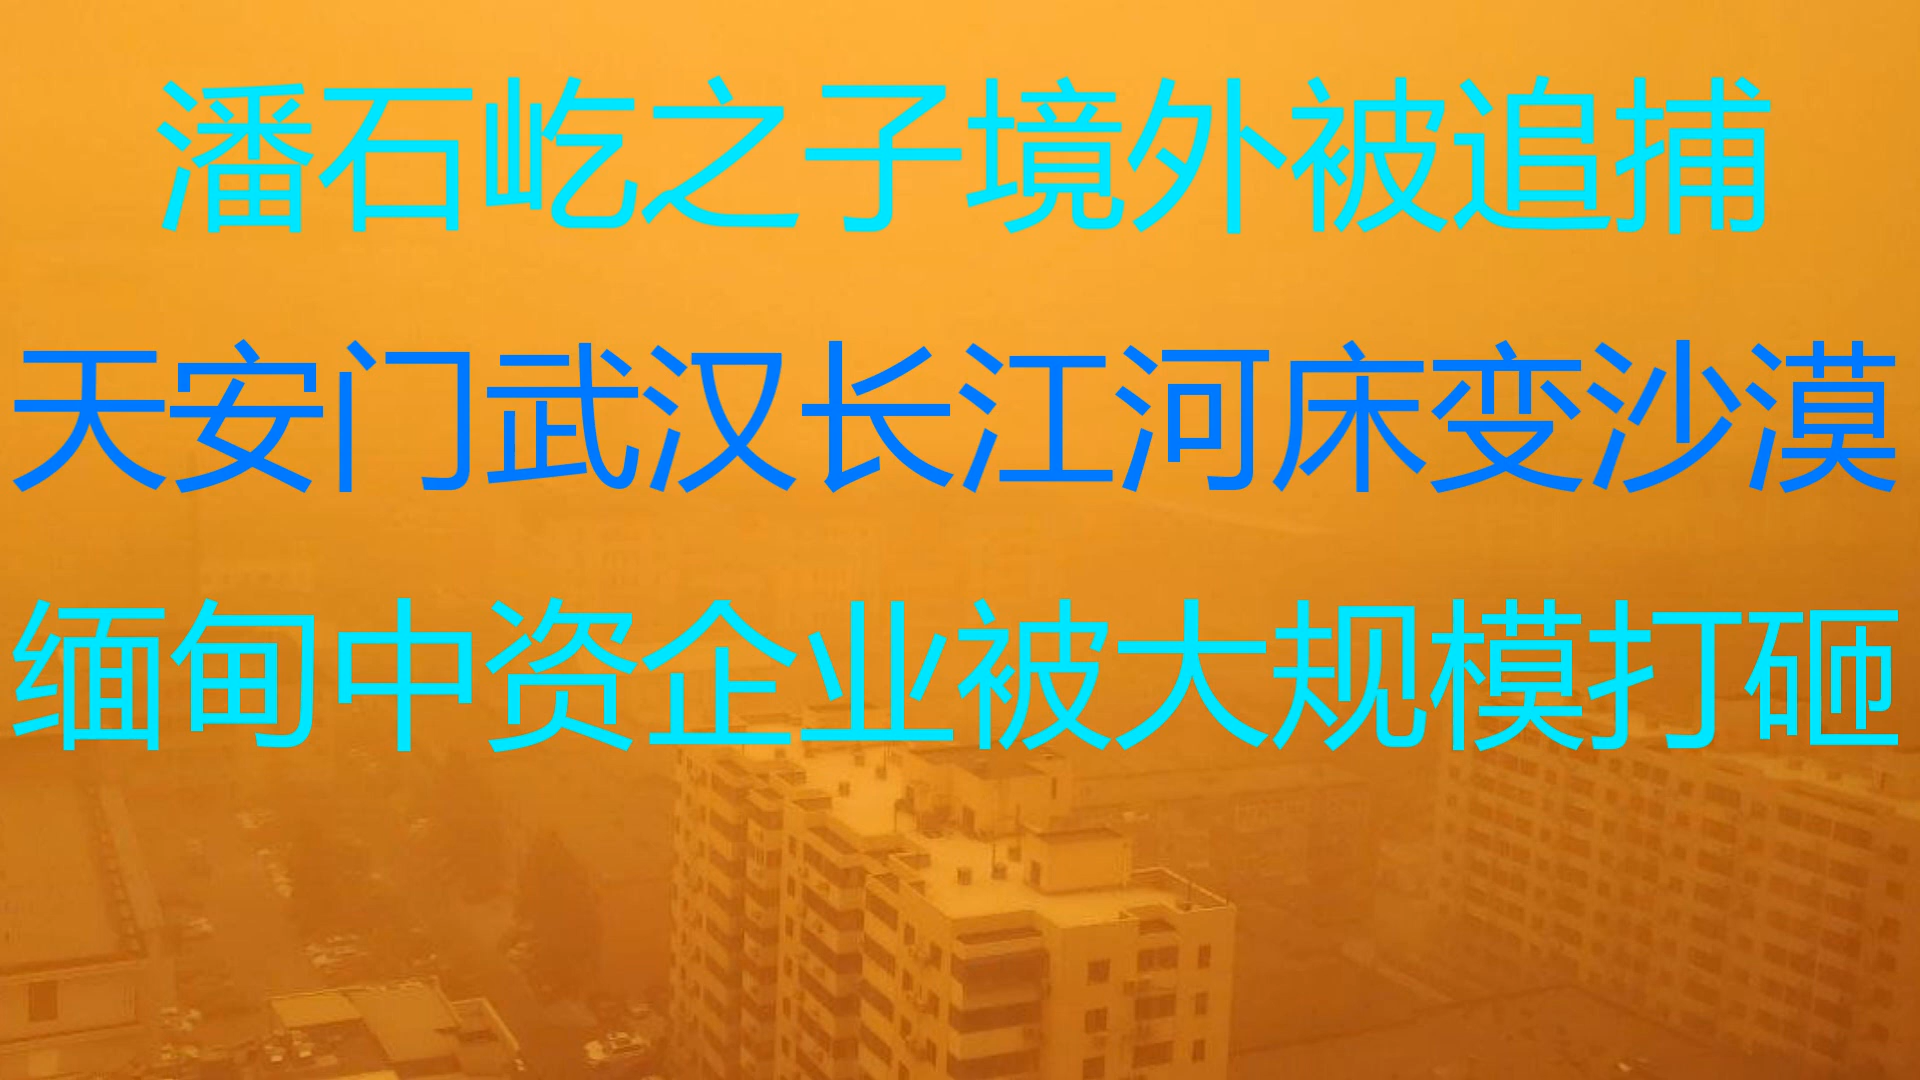 潘石屹之子境外被追捕
天安门武汉长江河床变沙漠
缅甸中资企业被大规模打砸